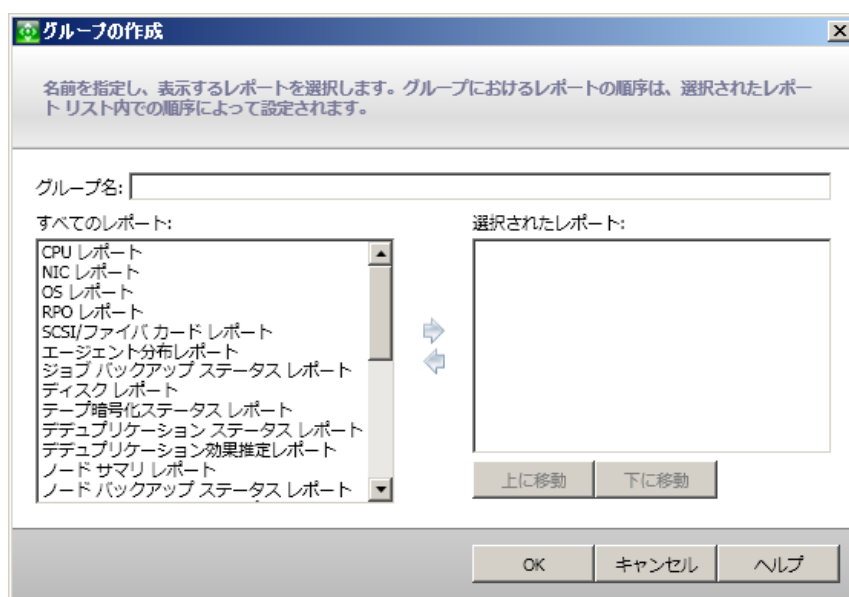 グループの作成
名前を指定し、表示するレポートを選択します。グループにおけるレポートの順序は、選択されたレポー
ト リスト内での順序によって設定されます。
グループ名:
すべてのレポート:
選択されたレポート:
CPU レポート
NIC レポート
OS レポート
RPO レポート
SCSI/ファイバ カード レポート
エージェント分布レポート
ジョブ バックアップ ステータス レポート
ディスク レポート
テープ暗号化ステータス レポート
デデュプリケーション ステータス レポート
デデュプリケーション効果推定レポート
ノード サマリ レポート
ノード バックアップ ステータス レポート
上に移動
下に移動
OK
キャンセル
ヘルプ